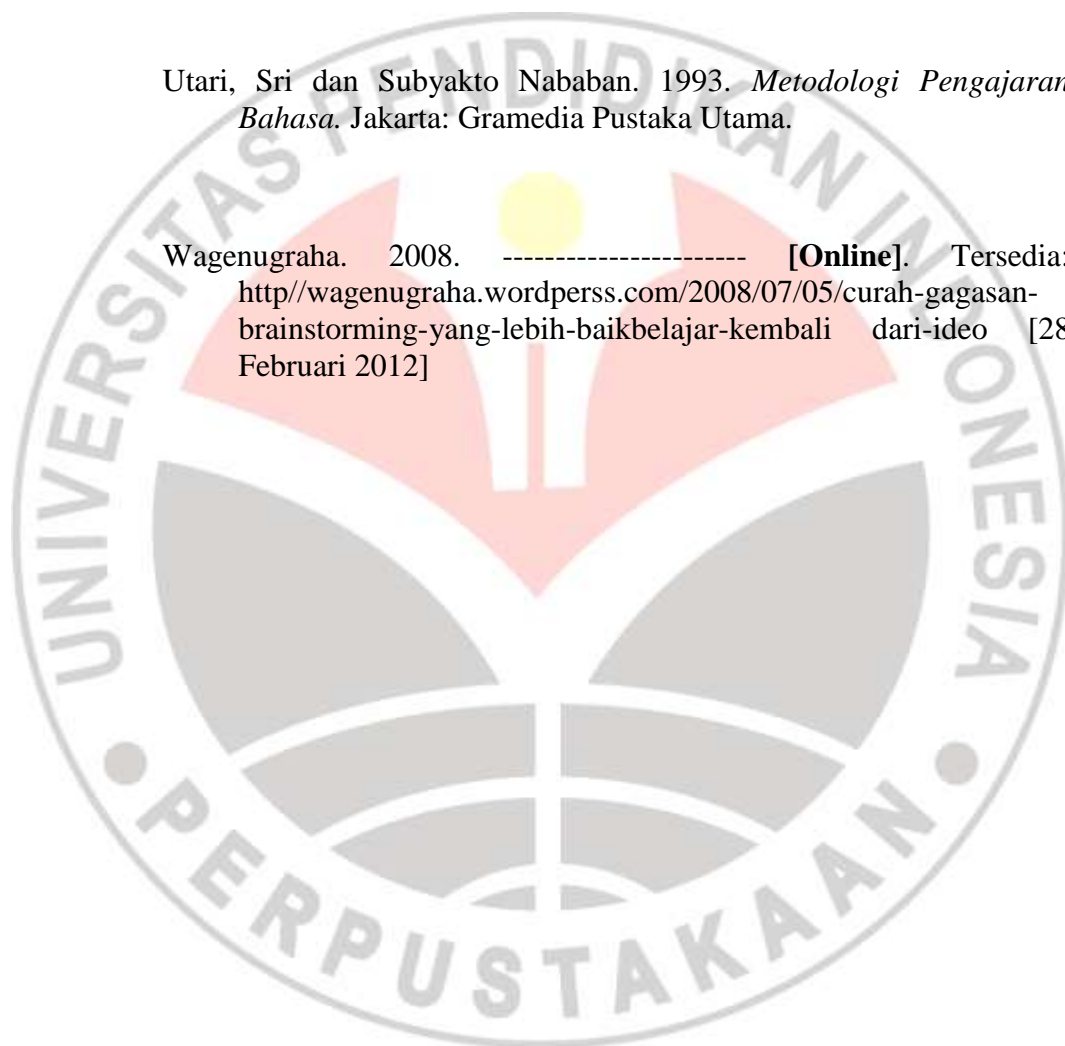 Utari, Sri dan Subyakto Nababan. 1993. Metodologi Pengajaran
Bahasa. Jakarta: Gramedia Pustaka Utama.
Wagenugraha. 2008. ----------------------- [Online]. Tersedia:
http//wagenugraha.wordperss.com/2008/07/05/curah-gagasan-
brainstorming-yang-lebih-baikbelajar-kembali dari-ideo [28
Februari 2012]
UNIVERSITAS PENDIDIKAN INDONESIA
PERPUSTAKAAN